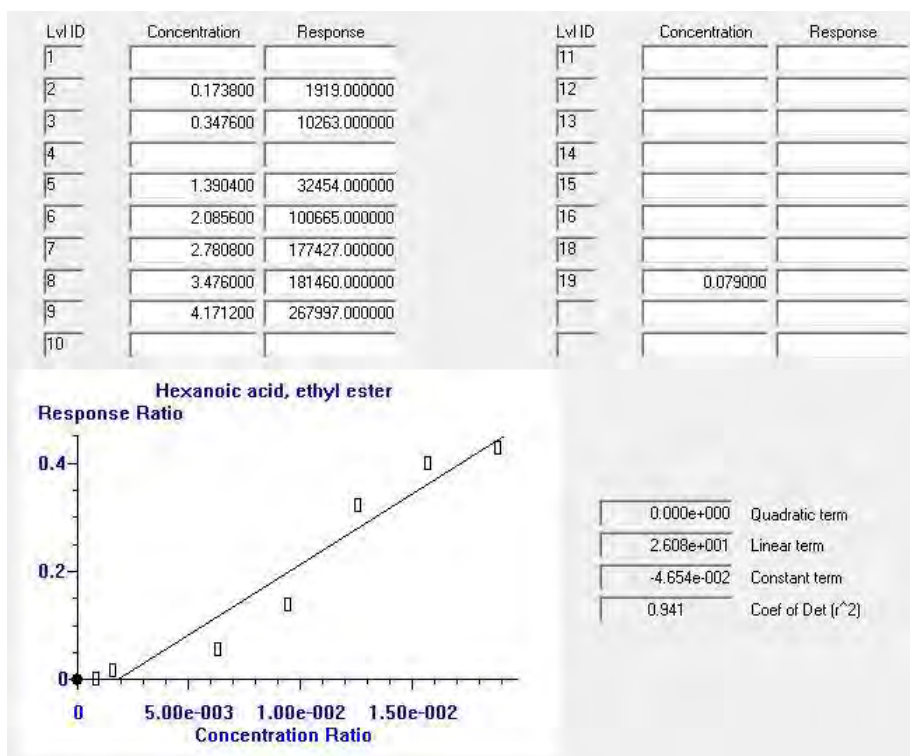 Lvl ID Concentration Response Lvl ID Concentration Response
1 11
2 0.173800 1919.000000 12
3 0.347600 10263.000000 13
4 14
5 1.390400 32454.000000 15
6 2.085600 100665.000000 16
7 2.780800 177427.000000 18
8 3.476000 181460.000000 19 0.079000
9 4.171200 267997.000000
10
Hexanoic acid, ethyl ester
Response Ratio
0.4
0.2
0
0 5.00e-003 1.00e-002 1.50e-002
Concentration Ratio
0.000e+000 Quadratic term
2.608e+001 Linear term
-4.654e-002 Constant term
0.941 Coef of Det (r^2)